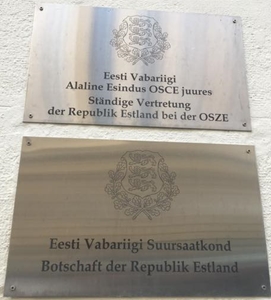 Eesti Vabariigi
Alaline Esindus OSCE juures
Ständige Vertretung
der Republik Estland bei der OSZE
Eesti Vabariigi Suursaatkond
Botschaft der Republik Estland